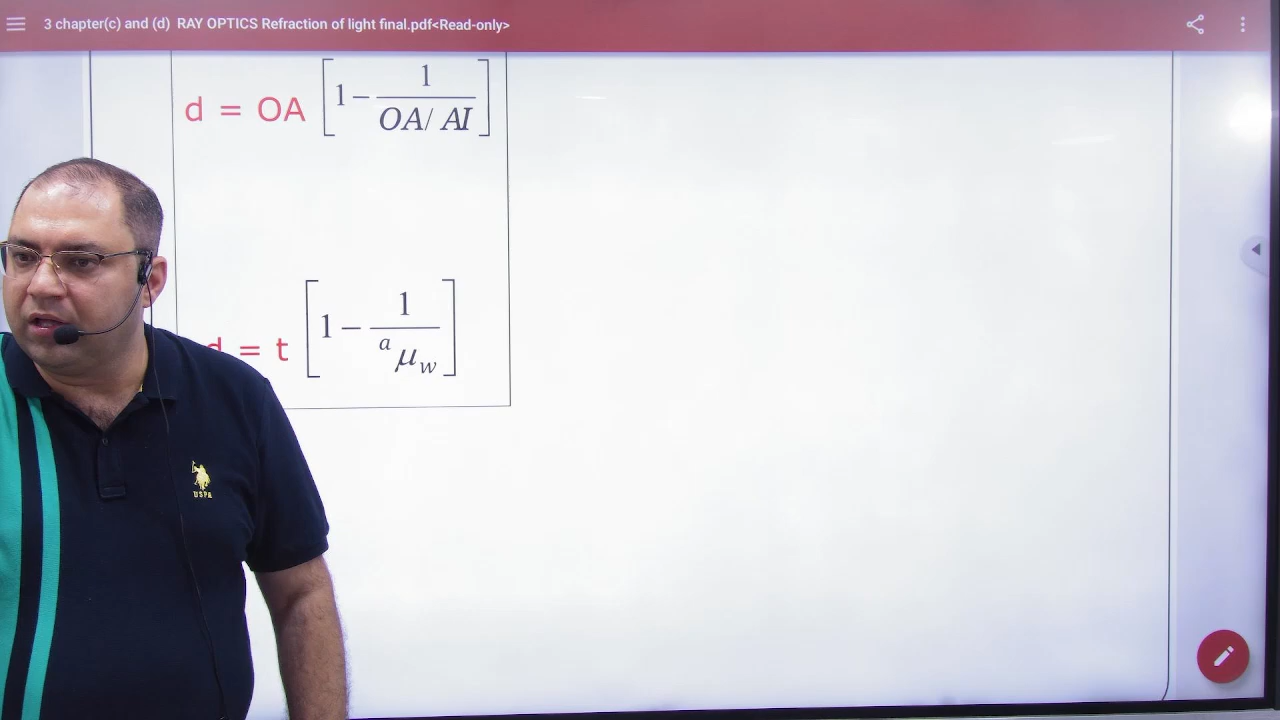 3 chapter(c) and (d) RAY OPTICS Refraction of light final.pdf<Read-only>
d = OA [1 − 1 / (OA/ AI)]
d = t [1 − 1 / ᵃμ_w]
USPA